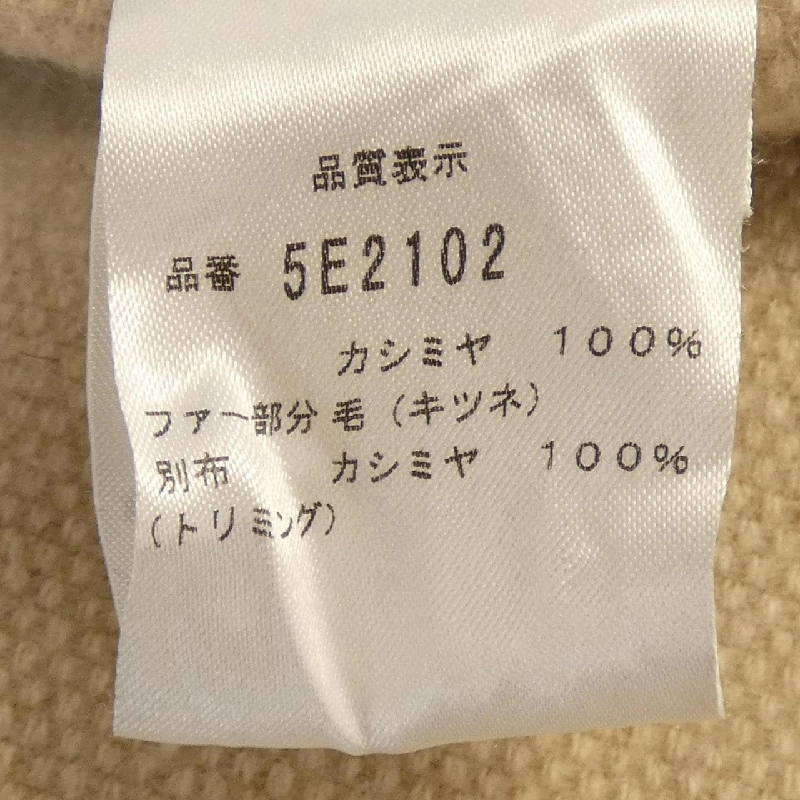 品質表示
品番 5E2102
カシミヤ 100%
ファー部分 毛(キツネ)
別布 カシミヤ 100%
(トリミング)